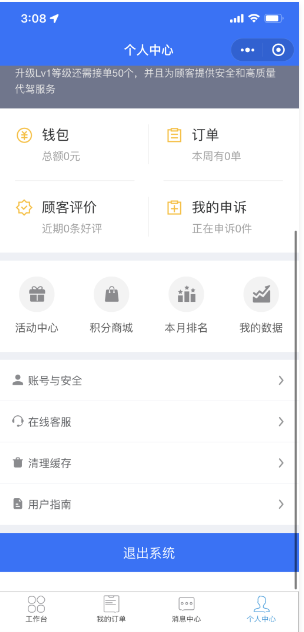 3:08
个人中心
升级Lv1等级还需接单50个，并且为顾客提供安全和高质量
代驾服务
钱包
总额0元
订单
本周有0单
顾客评价
近期0条好评
我的申诉
正在申诉0件
活动中心
积分商城
本月排名
我的数据
账号与安全
在线客服
清理缓存
用户指南
退出系统
工作台
我的订单
消息中心
个人中心